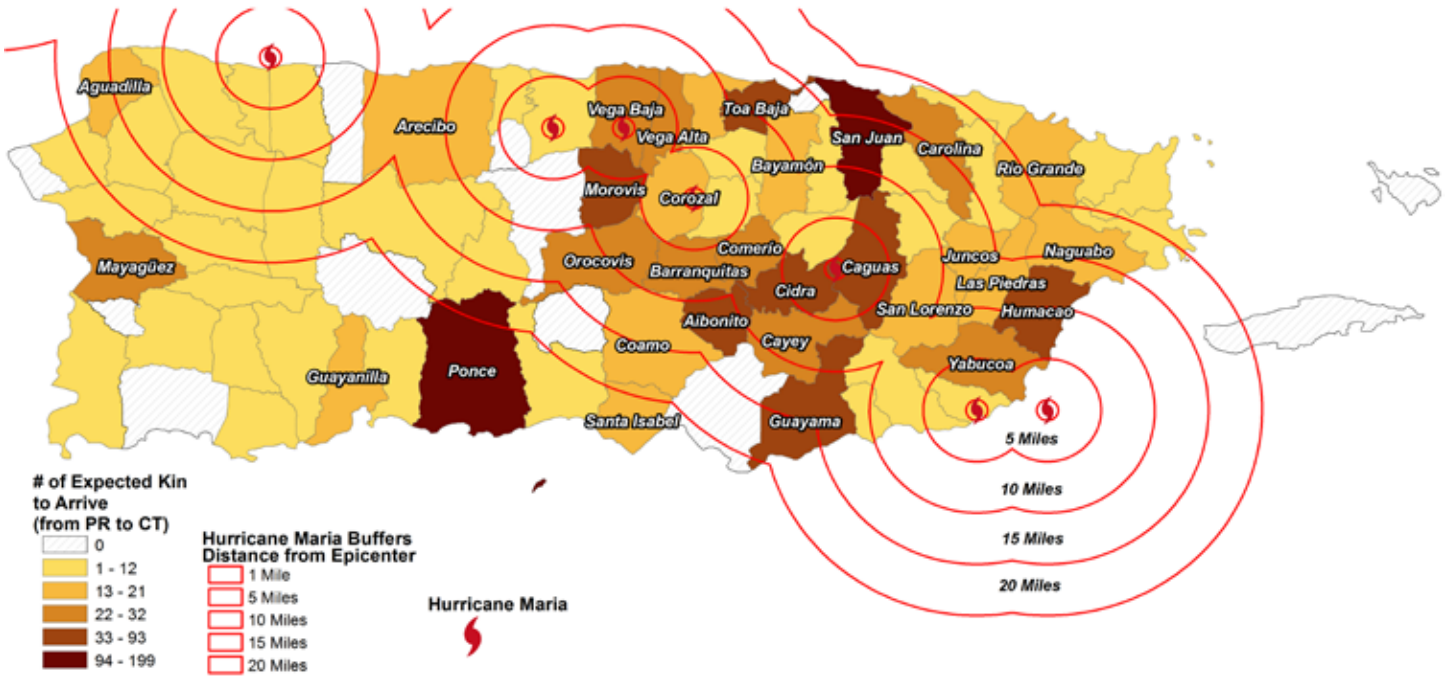 Aguadilla
Arecibo
Vega Baja
Toa Baja
Vega Alta
San Juan
Carolina
Bayamón
Río Grande
Morovis
Corozal
Mayagüez
Orocovis
Comerío
Barranquitas
Caguas
Juncos
Naguabo
Cidra
Las Piedras
San Lorenzo
Humacao
Aibonito
Coamo
Cayey
Yabucoa
Guayanilla
Ponce
Santa Isabel
Guayama
5 Miles
10 Miles
15 Miles
20 Miles
# of Expected Kin
to Arrive
(from PR to CT)
0
1 - 12
13 - 21
22 - 32
33 - 93
94 - 199
Hurricane Maria Buffers
Distance from Epicenter
1 Mile
5 Miles
10 Miles
15 Miles
20 Miles
Hurricane Maria